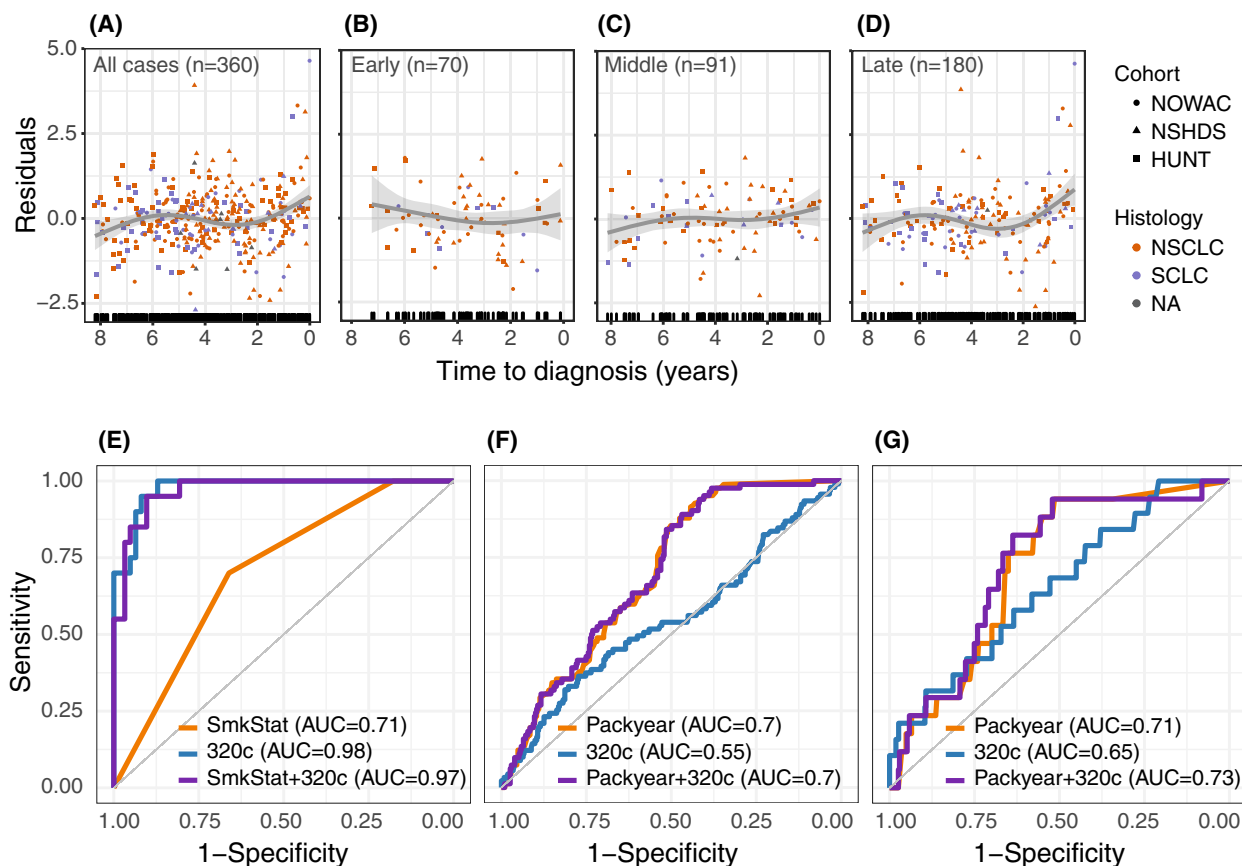 (A) (B) (C) (D)
All cases (n=360) Early (n=70) Middle (n=91) Late (n=180)
Residuals
5.0
2.5
0.0
−2.5
8 6 4 2 0 8 6 4 2 0 8 6 4 2 0 8 6 4 2 0
Time to diagnosis (years)
Cohort
NOWAC
NSHDS
HUNT
Histology
NSCLC
SCLC
NA
(E) (F) (G)
Sensitivity
1.00
0.75
0.50
0.25
0.00
SmkStat (AUC=0.71)
320c (AUC=0.98)
SmkStat+320c (AUC=0.97)
Packyear (AUC=0.7)
320c (AUC=0.55)
Packyear+320c (AUC=0.7)
Packyear (AUC=0.71)
320c (AUC=0.65)
Packyear+320c (AUC=0.73)
1.00 0.75 0.50 0.25 0.00 1.00 0.75 0.50 0.25 0.00 1.00 0.75 0.50 0.25 0.00
1−Specificity 1−Specificity 1−Specificity